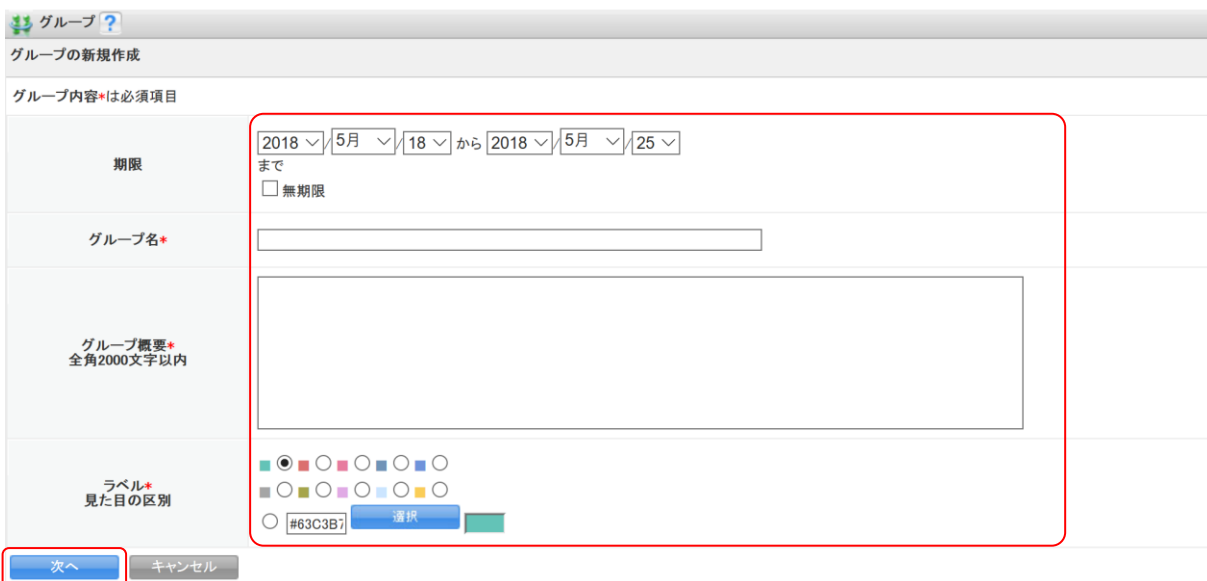 グループ ?
グループの新規作成
グループ内容*は必須項目
期限
2018 / 5月 / 18 から 2018 / 5月 / 25
まで
無期限
グループ名*
グループ概要*
全角2000文字以内
ラベル*
見た目の区別
#63C3B7 選択
次へ キャンセル